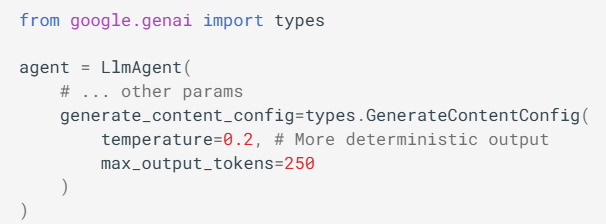 from google.genai import types

agent = LlmAgent(
    # ... other params
    generate_content_config=types.GenerateContentConfig(
        temperature=0.2, # More deterministic output
        max_output_tokens=250
    )
)